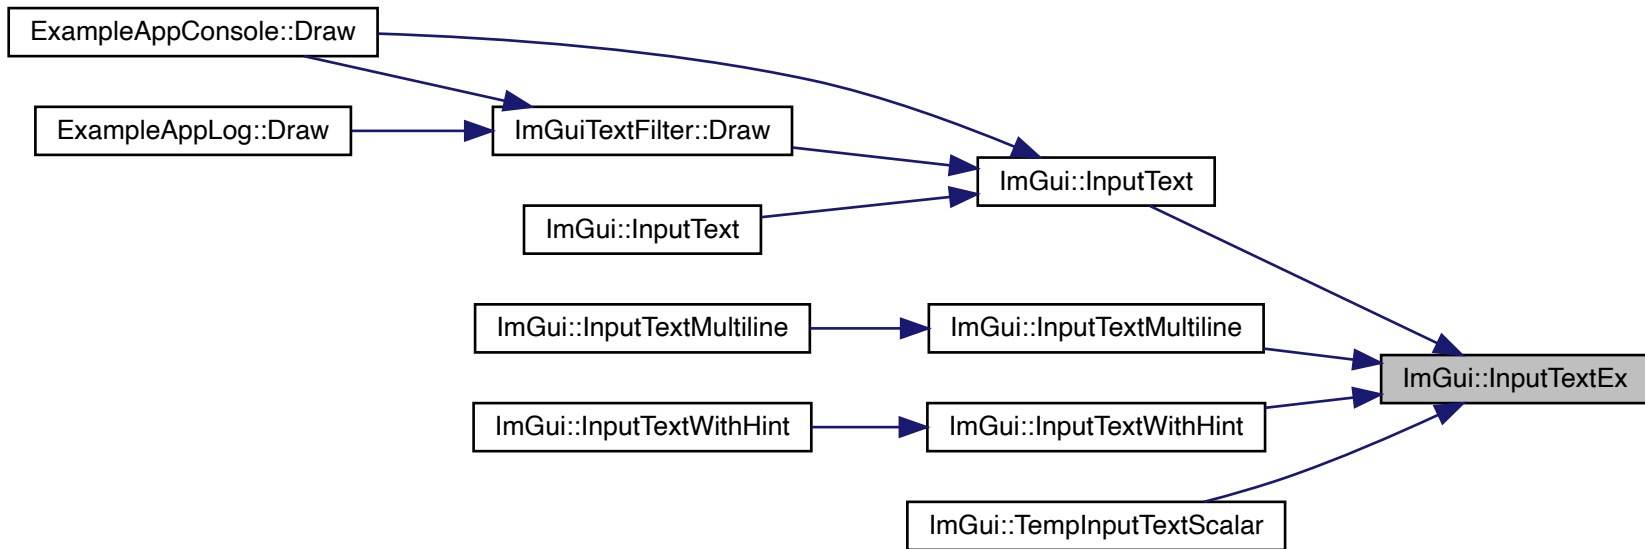 ExampleAppConsole::Draw
ExampleAppLog::Draw
ImGuiTextFilter::Draw
ImGui::InputText
ImGui::InputText
ImGui::InputTextMultiline
ImGui::InputTextMultiline
ImGui::InputTextEx
ImGui::InputTextWithHint
ImGui::InputTextWithHint
ImGui::TempInputTextScalar